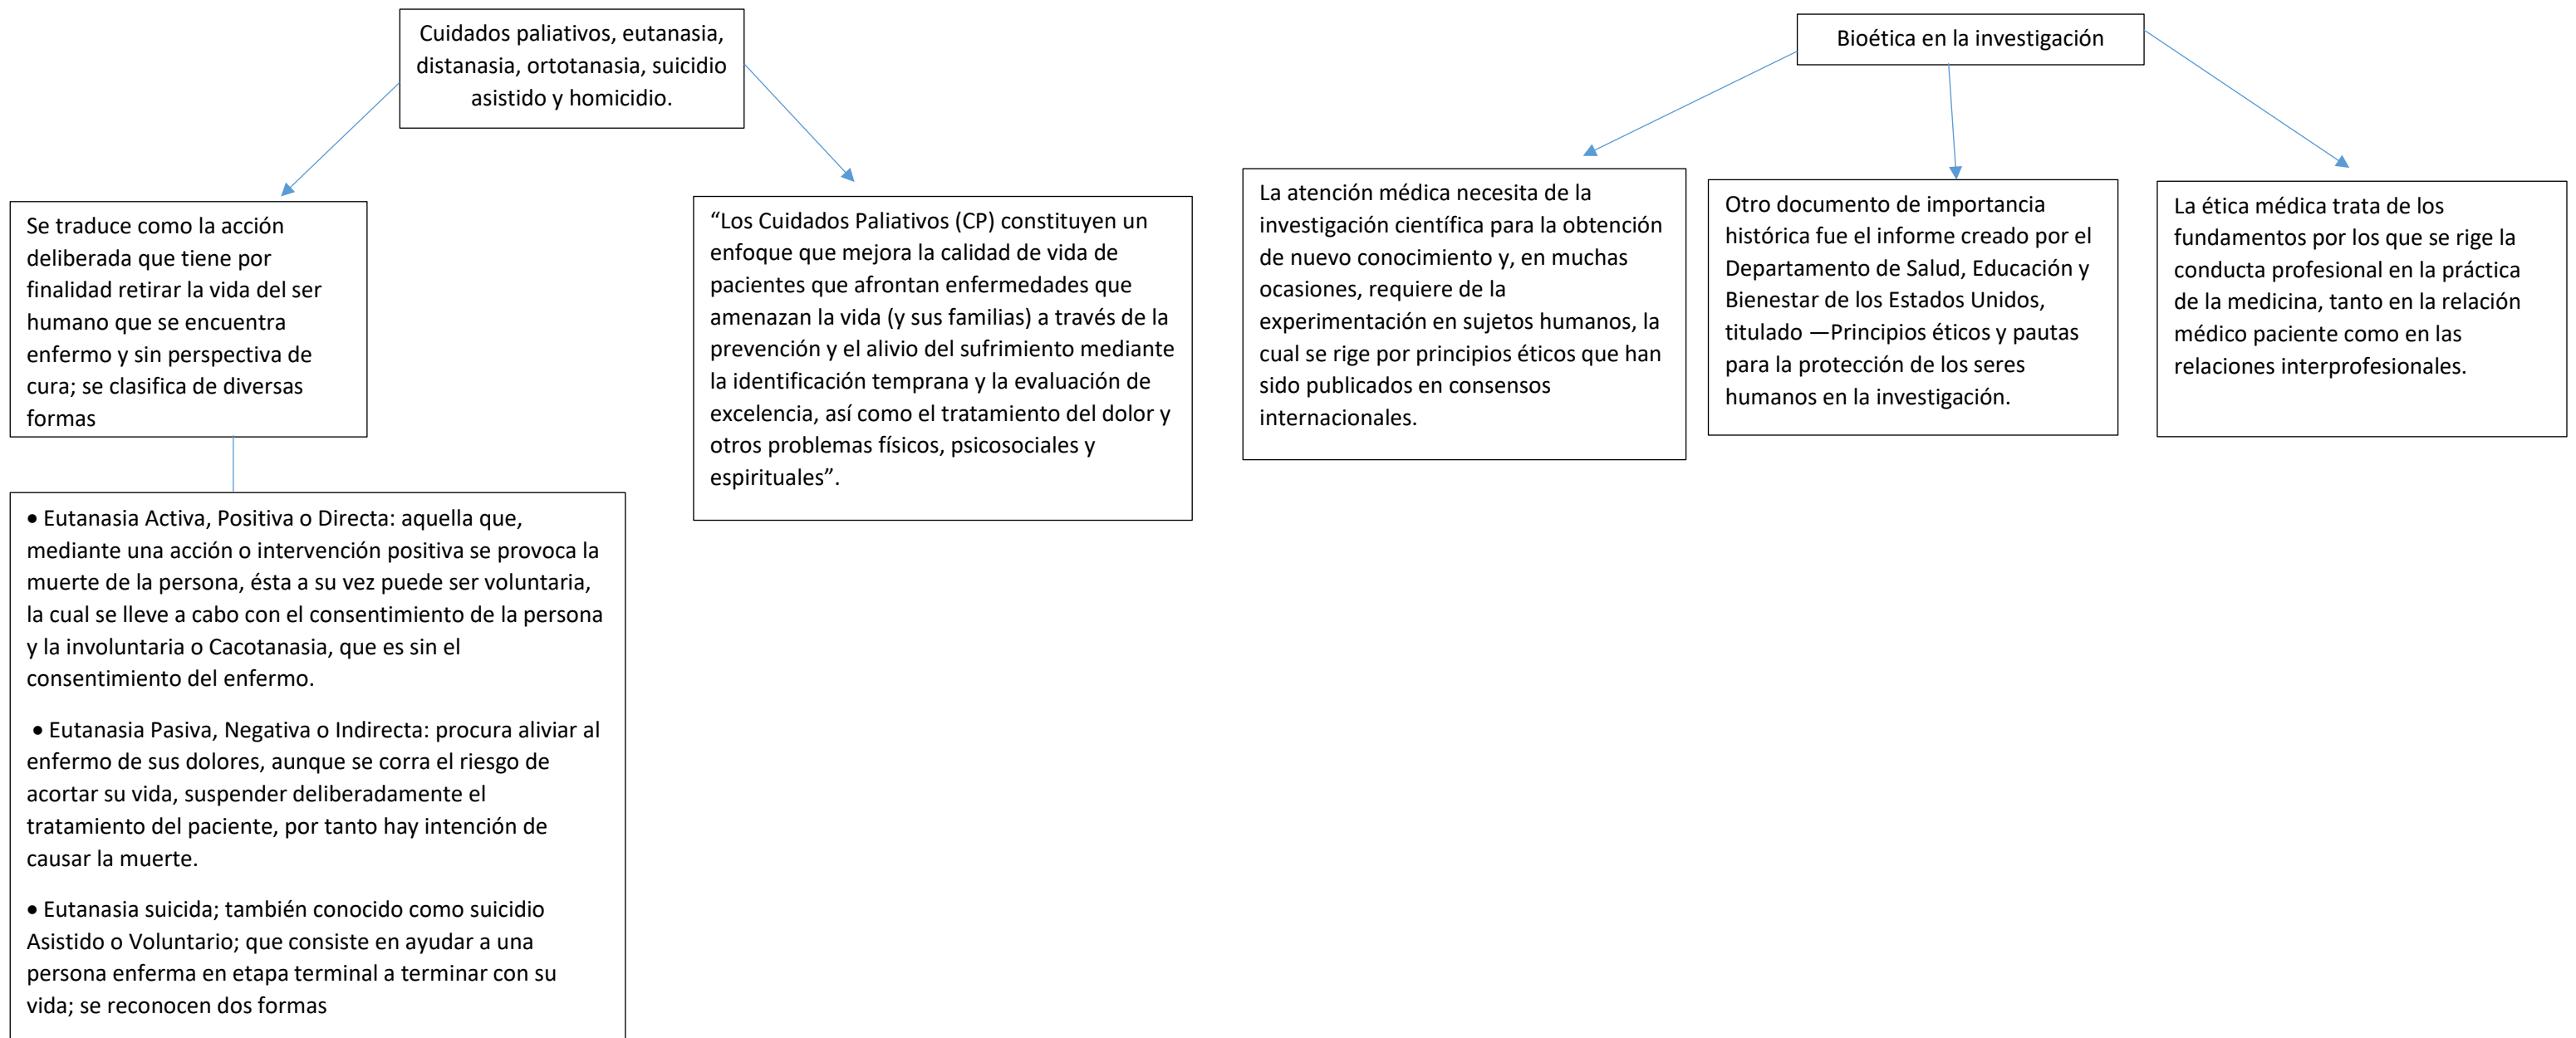 Cuidados paliativos, eutanasia,
distanasia, ortotanasia, suicidio
asistido y homicidio.
Se traduce como la acción
deliberada que tiene por
finalidad retirar la vida del ser
humano que se encuentra
enfermo y sin perspectiva de
cura; se clasifica de diversas
formas
• Eutanasia Activa, Positiva o Directa: aquella que,
mediante una acción o intervención positiva se provoca la
muerte de la persona, ésta a su vez puede ser voluntaria,
la cual se lleve a cabo con el consentimiento de la persona
y la involuntaria o Cacotanasia, que es sin el
consentimiento del enfermo.
• Eutanasia Pasiva, Negativa o Indirecta: procura aliviar al
enfermo de sus dolores, aunque se corra el riesgo de
acortar su vida, suspender deliberadamente el
tratamiento del paciente, por tanto hay intención de
causar la muerte.
• Eutanasia suicida; también conocido como suicidio
Asistido o Voluntario; que consiste en ayudar a una
persona enferma en etapa terminal a terminar con su
vida; se reconocen dos formas
“Los Cuidados Paliativos (CP) constituyen un
enfoque que mejora la calidad de vida de
pacientes que afrontan enfermedades que
amenazan la vida (y sus familias) a través de la
prevención y el alivio del sufrimiento mediante
la identificación temprana y la evaluación de
excelencia, así como el tratamiento del dolor y
otros problemas físicos, psicosociales y
espirituales”.
Bioética en la investigación
La atención médica necesita de la
investigación científica para la obtención
de nuevo conocimiento y, en muchas
ocasiones, requiere de la
experimentación en sujetos humanos, la
cual se rige por principios éticos que han
sido publicados en consensos
internacionales.
Otro documento de importancia
histórica fue el informe creado por el
Departamento de Salud, Educación y
Bienestar de los Estados Unidos,
titulado ―Principios éticos y pautas
para la protección de los seres
humanos en la investigación.
La ética médica trata de los
fundamentos por los que se rige la
conducta profesional en la práctica
de la medicina, tanto en la relación
médico paciente como en las
relaciones interprofesionales.